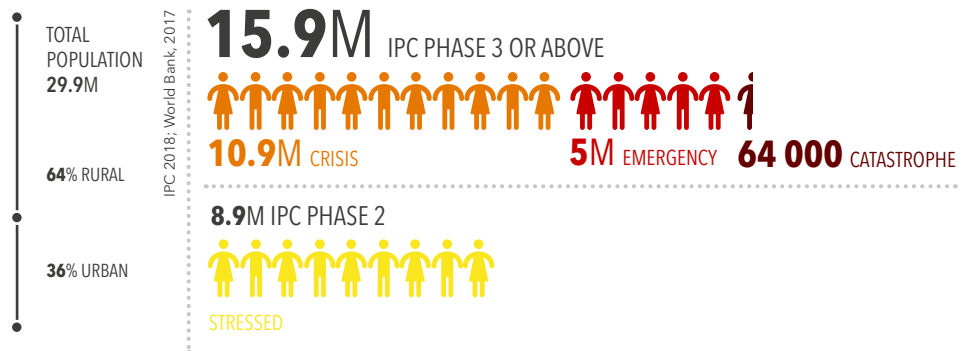 TOTAL
POPULATION
29.9M
64% RURAL
36% URBAN
IPC 2018; World Bank, 2017
15.9M IPC PHASE 3 OR ABOVE
10.9M CRISIS
5M EMERGENCY
64 000 CATASTROPHE
8.9M IPC PHASE 2
STRESSED